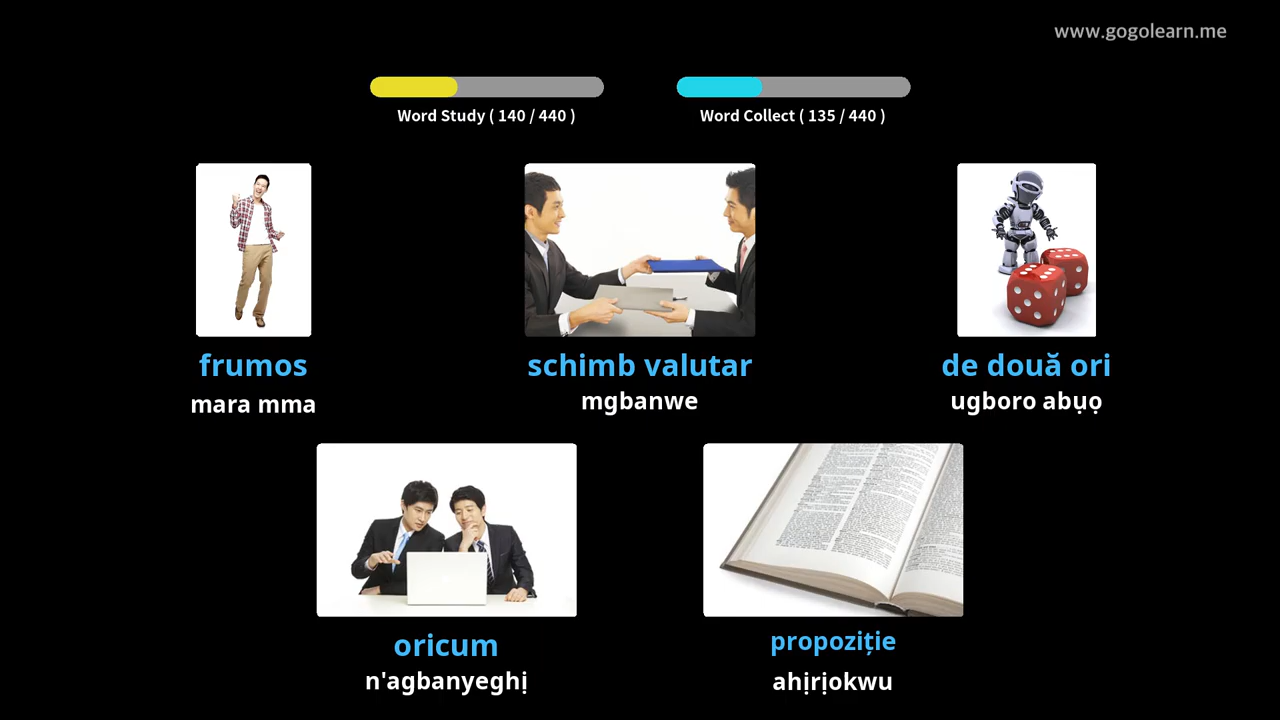 www.gogolearn.me
Word Study ( 140 / 440 )
Word Collect ( 135 / 440 )
frumos
mara mma
schimb valutar
mgbanwe
de două ori
ugboro abụọ
oricum
n'agbanyeghị
propoziție
ahịrịokwu